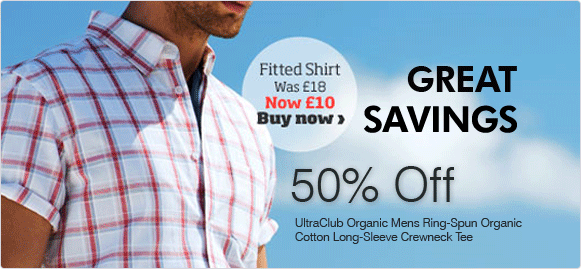 Fitted Shirt
Was £18
Now £10
Buy now ›
GREAT
SAVINGS
50% Off
UltraClub Organic Mens Ring-Spun Organic
Cotton Long-Sleeve Crewneck Tee